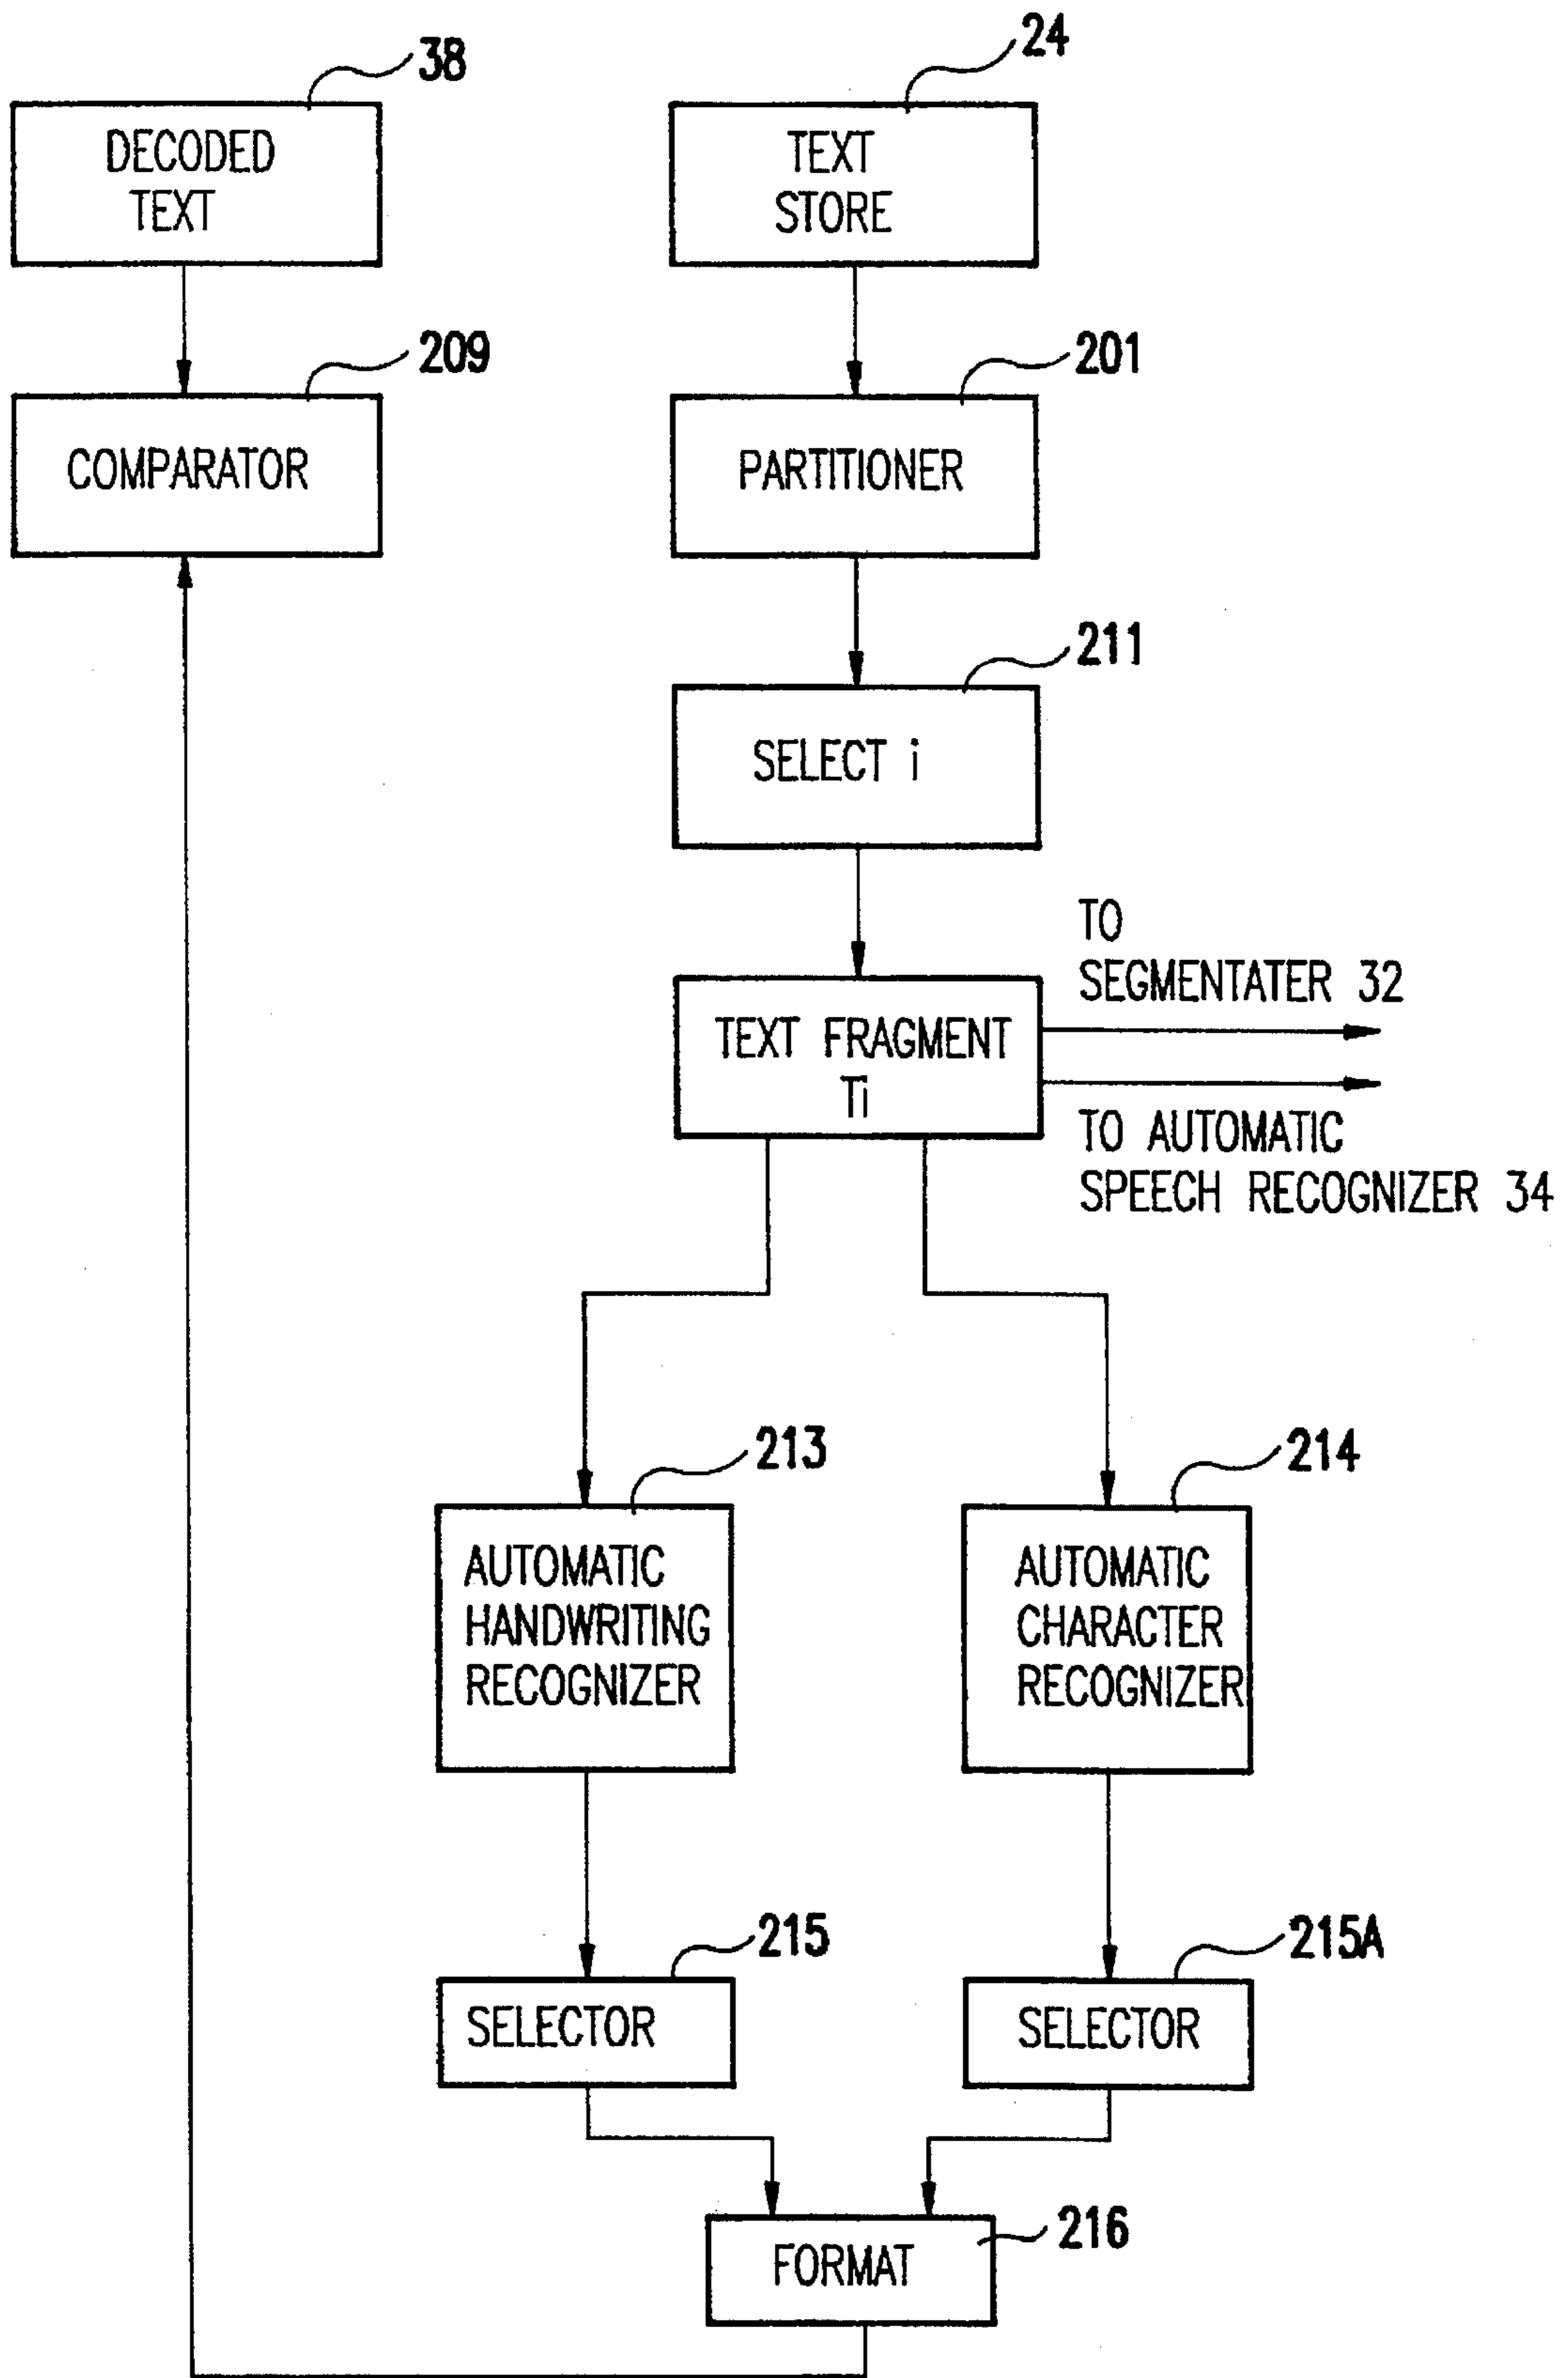 38
DECODED
TEXT
24
TEXT
STORE
209
COMPARATOR
201
PARTITIONER
211
SELECT i
TEXT FRAGMENT
Ti
TO
SEGMENTATER 32
TO AUTOMATIC
SPEECH RECOGNIZER 34
213
AUTOMATIC
HANDWRITING
RECOGNIZER
214
AUTOMATIC
CHARACTER
RECOGNIZER
215
SELECTOR
215A
SELECTOR
216
FORMAT